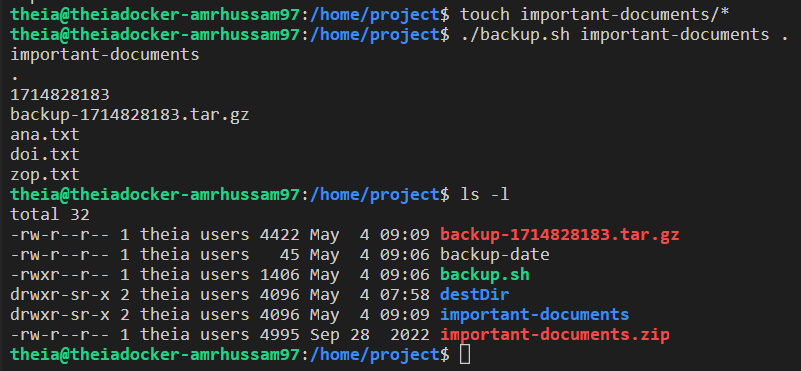 theia@theiadocker-amrhussam97:/home/project$ touch important-documents/*
theia@theiadocker-amrhussam97:/home/project$ ./backup.sh important-documents .
important-documents
.
1714828183
backup-1714828183.tar.gz
ana.txt
doi.txt
zop.txt
theia@theiadocker-amrhussam97:/home/project$ ls -l
total 32
-rw-r--r-- 1 theia users 4422 May  4 09:09 backup-1714828183.tar.gz
-rw-r--r-- 1 theia users   45 May  4 09:06 backup-date
-rwxr--r-- 1 theia users 1406 May  4 09:06 backup.sh
drwxr-sr-x 2 theia users 4096 May  4 07:58 destDir
drwxr-sr-x 2 theia users 4096 May  4 09:09 important-documents
-rw-r--r-- 1 theia users 4995 Sep 28  2022 important-documents.zip
theia@theiadocker-amrhussam97:/home/project$